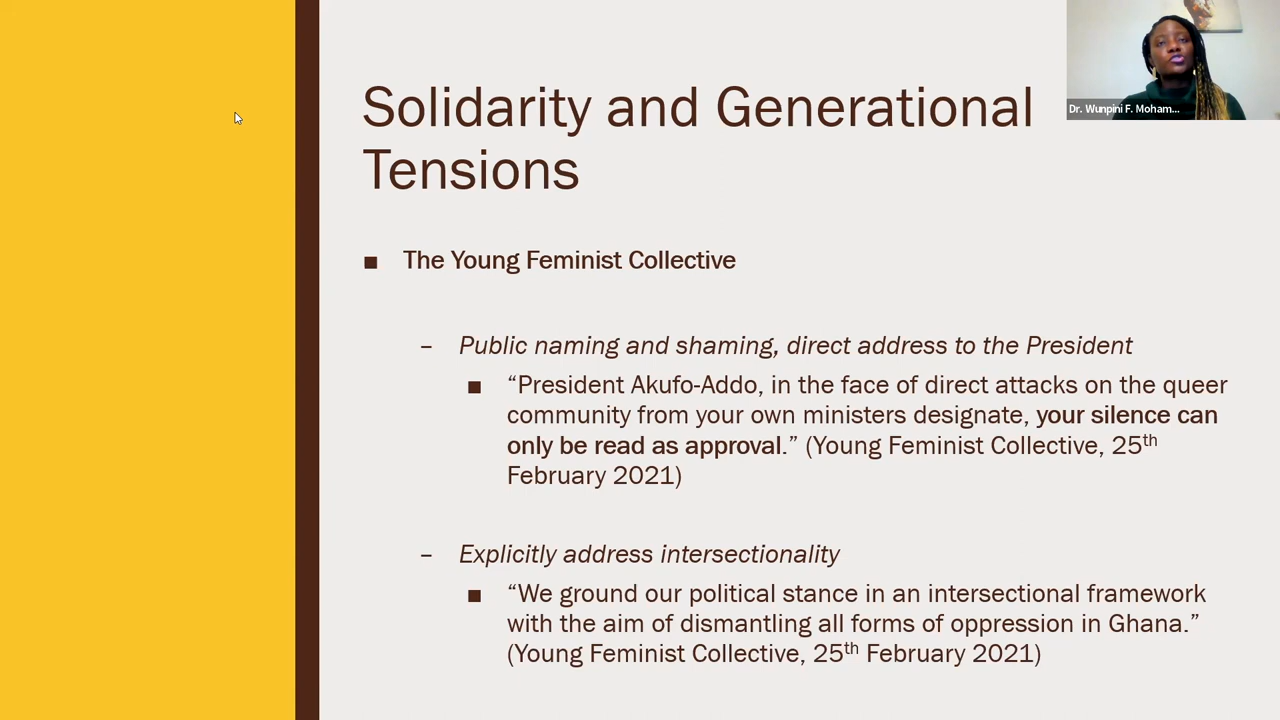 Solidarity and Generational
Tensions
Dr. Wunpini F. Moham...
■ The Young Feminist Collective
– Public naming and shaming, direct address to the President
■ “President Akufo-Addo, in the face of direct attacks on the queer
community from your own ministers designate, your silence can
only be read as approval.” (Young Feminist Collective, 25th
February 2021)
– Explicitly address intersectionality
■ “We ground our political stance in an intersectional framework
with the aim of dismantling all forms of oppression in Ghana.”
(Young Feminist Collective, 25th February 2021)